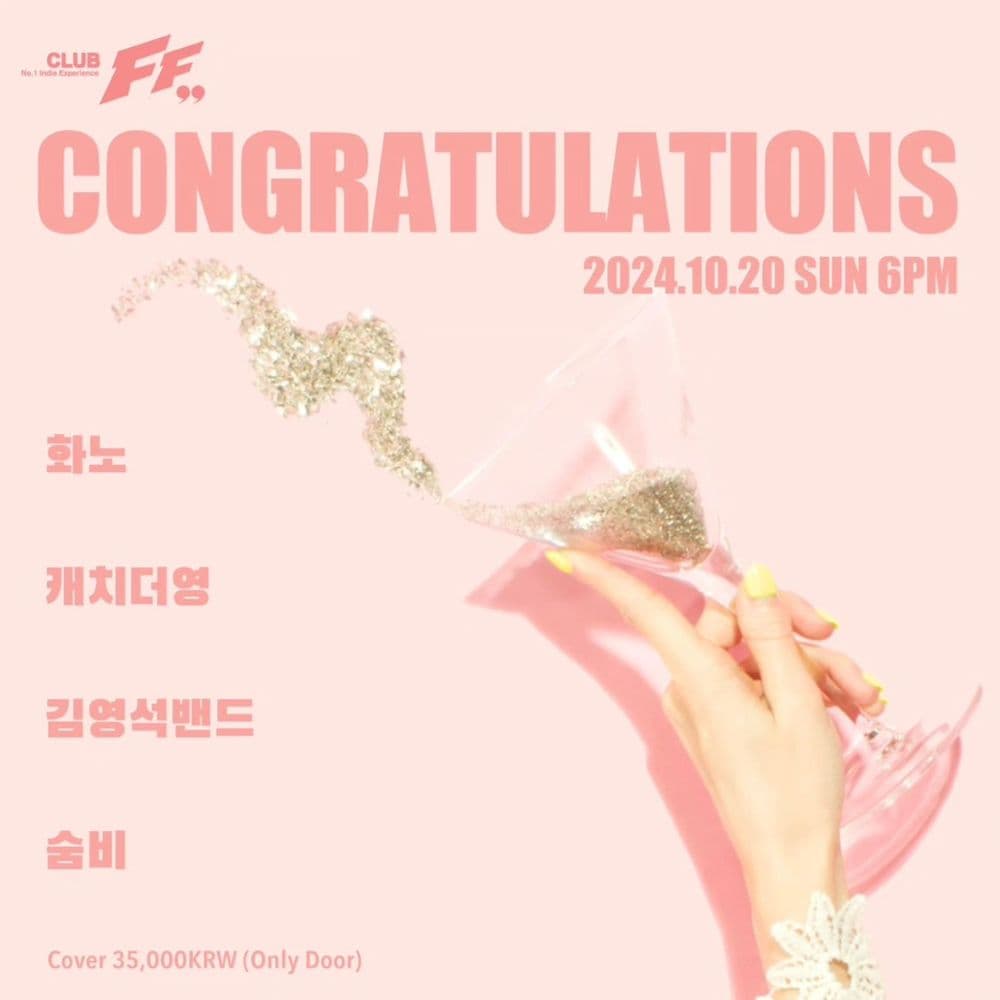 CLUB
No.1 Indie Experience
FF,,
CONGRATULATIONS
2024.10.20 SUN 6PM
화노
캐치더영
김영석밴드
숨비
Cover 35,000KRW (Only Door)